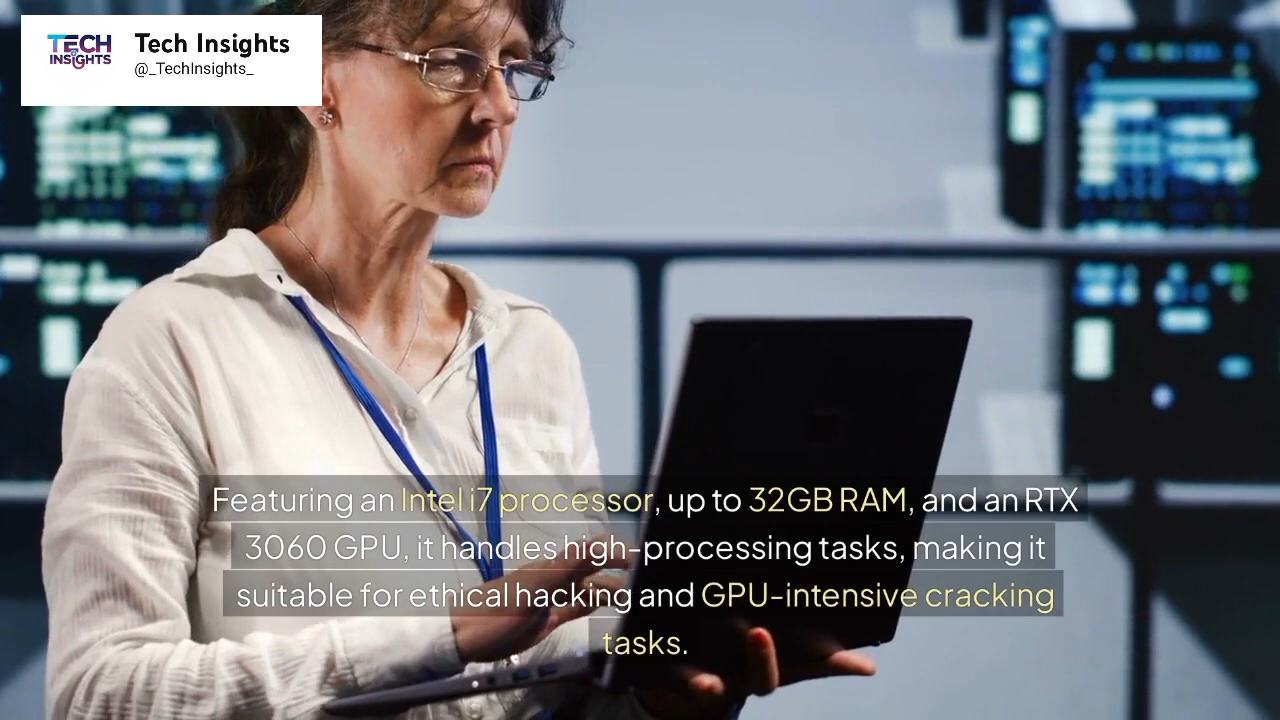 TECH
INSIGHTS
Tech Insights
@_TechInsights_
Featuring an Intel i7 processor, up to 32GB RAM, and an RTX
3060 GPU, it handles high-processing tasks, making it
suitable for ethical hacking and GPU-intensive cracking
tasks.